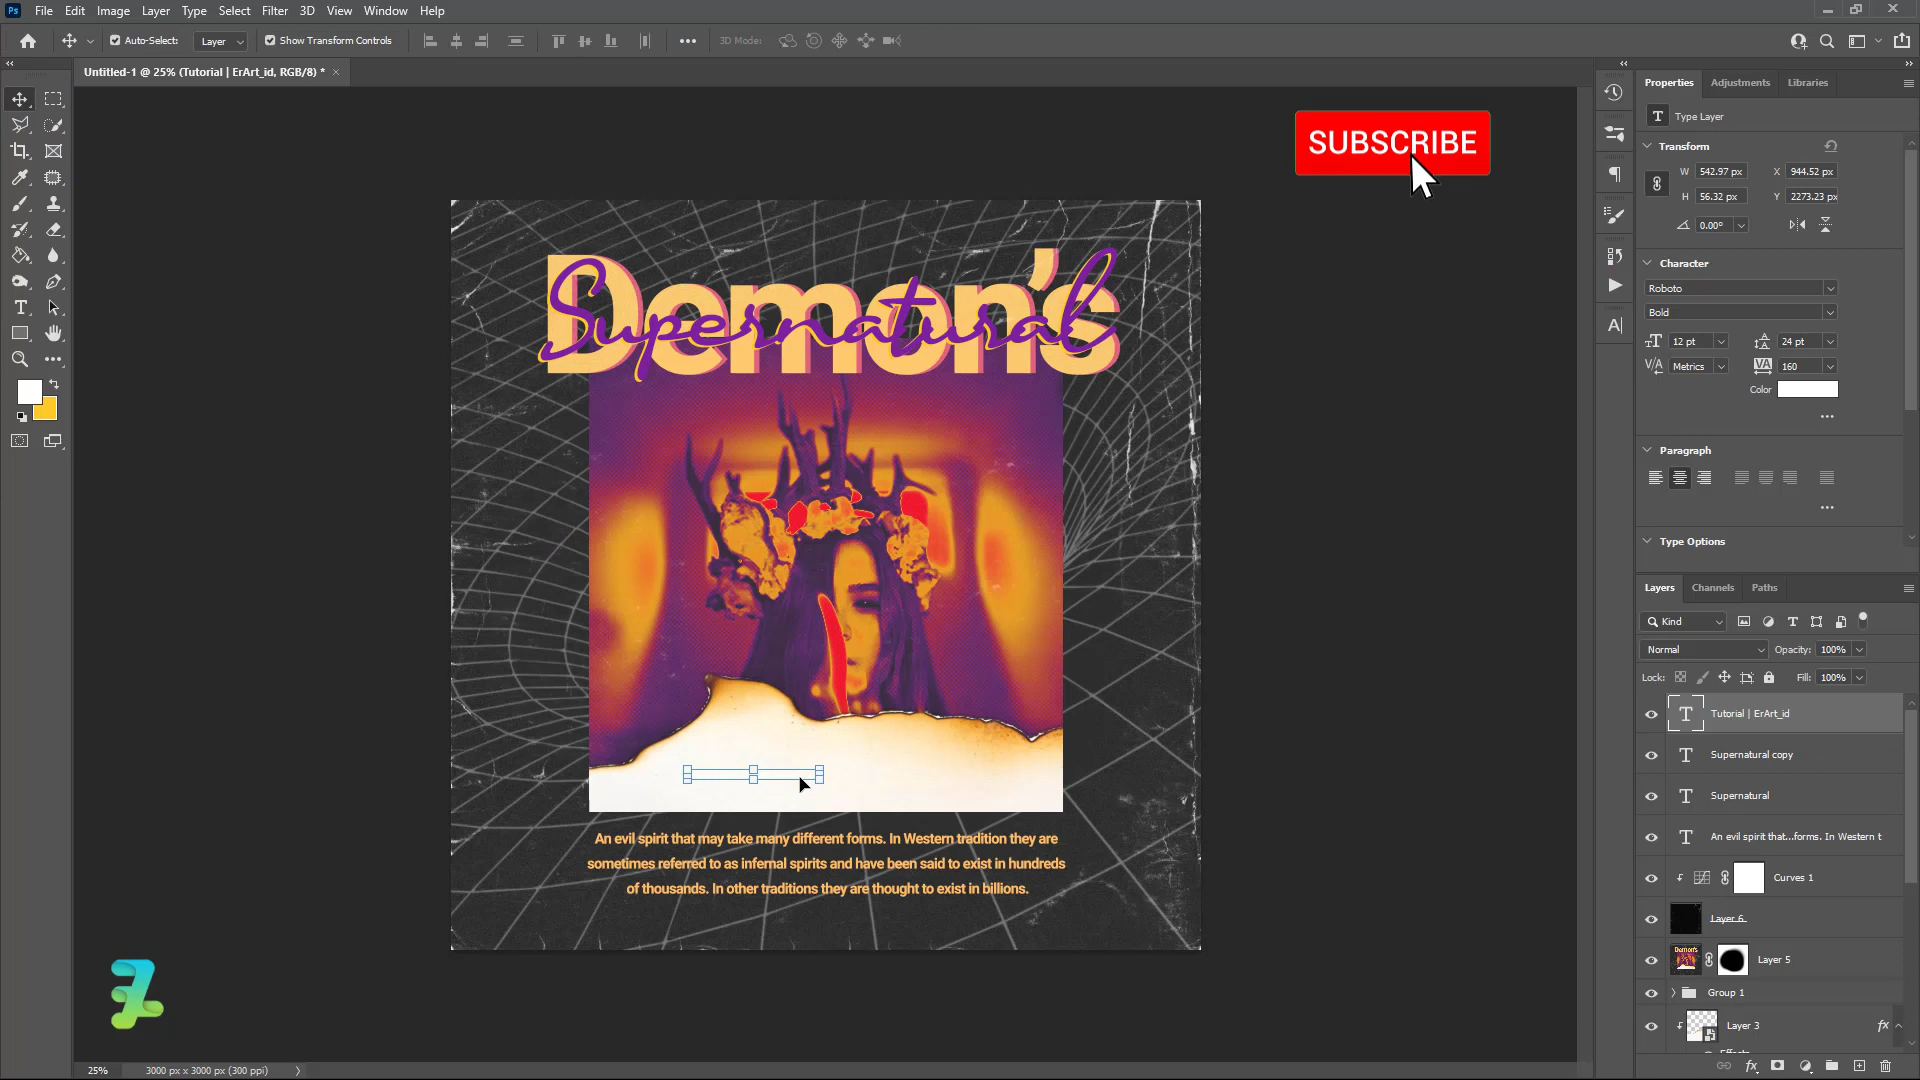 Ps File Edit Image Layer Type Select Filter 3D View Window Help
Auto-Select: Layer Show Transform Controls 3D Mode:
Untitled-1 @ 25% (Tutorial | ErArt_id, RGB/8) *
SUBSCRIBE
Demon's
Supernatural
An evil spirit that may take many different forms. In Western tradition they are
sometimes referred to as infernal spirits and have been said to exist in hundreds
of thousands. In other traditions they are thought to exist in billions.
25% 3000 px x 3000 px (300 ppi)
Properties Adjustments Libraries
Type Layer
Transform
W 542.97 px X 944.52 px
H 56.32 px Y 2273.23 px
0.00°
Character
Roboto
Bold
12 pt 24 pt
Metrics 160
Color
Paragraph
Type Options
Layers Channels Paths
Kind
Normal Opacity: 100%
Lock: Fill: 100%
Tutorial | ErArt_id
Supernatural copy
Supernatural
An evil spirit that...forms. In Western t
Curves 1
Layer 6
Demon's
Layer 5
Group 1
Layer 3 fx
Effects